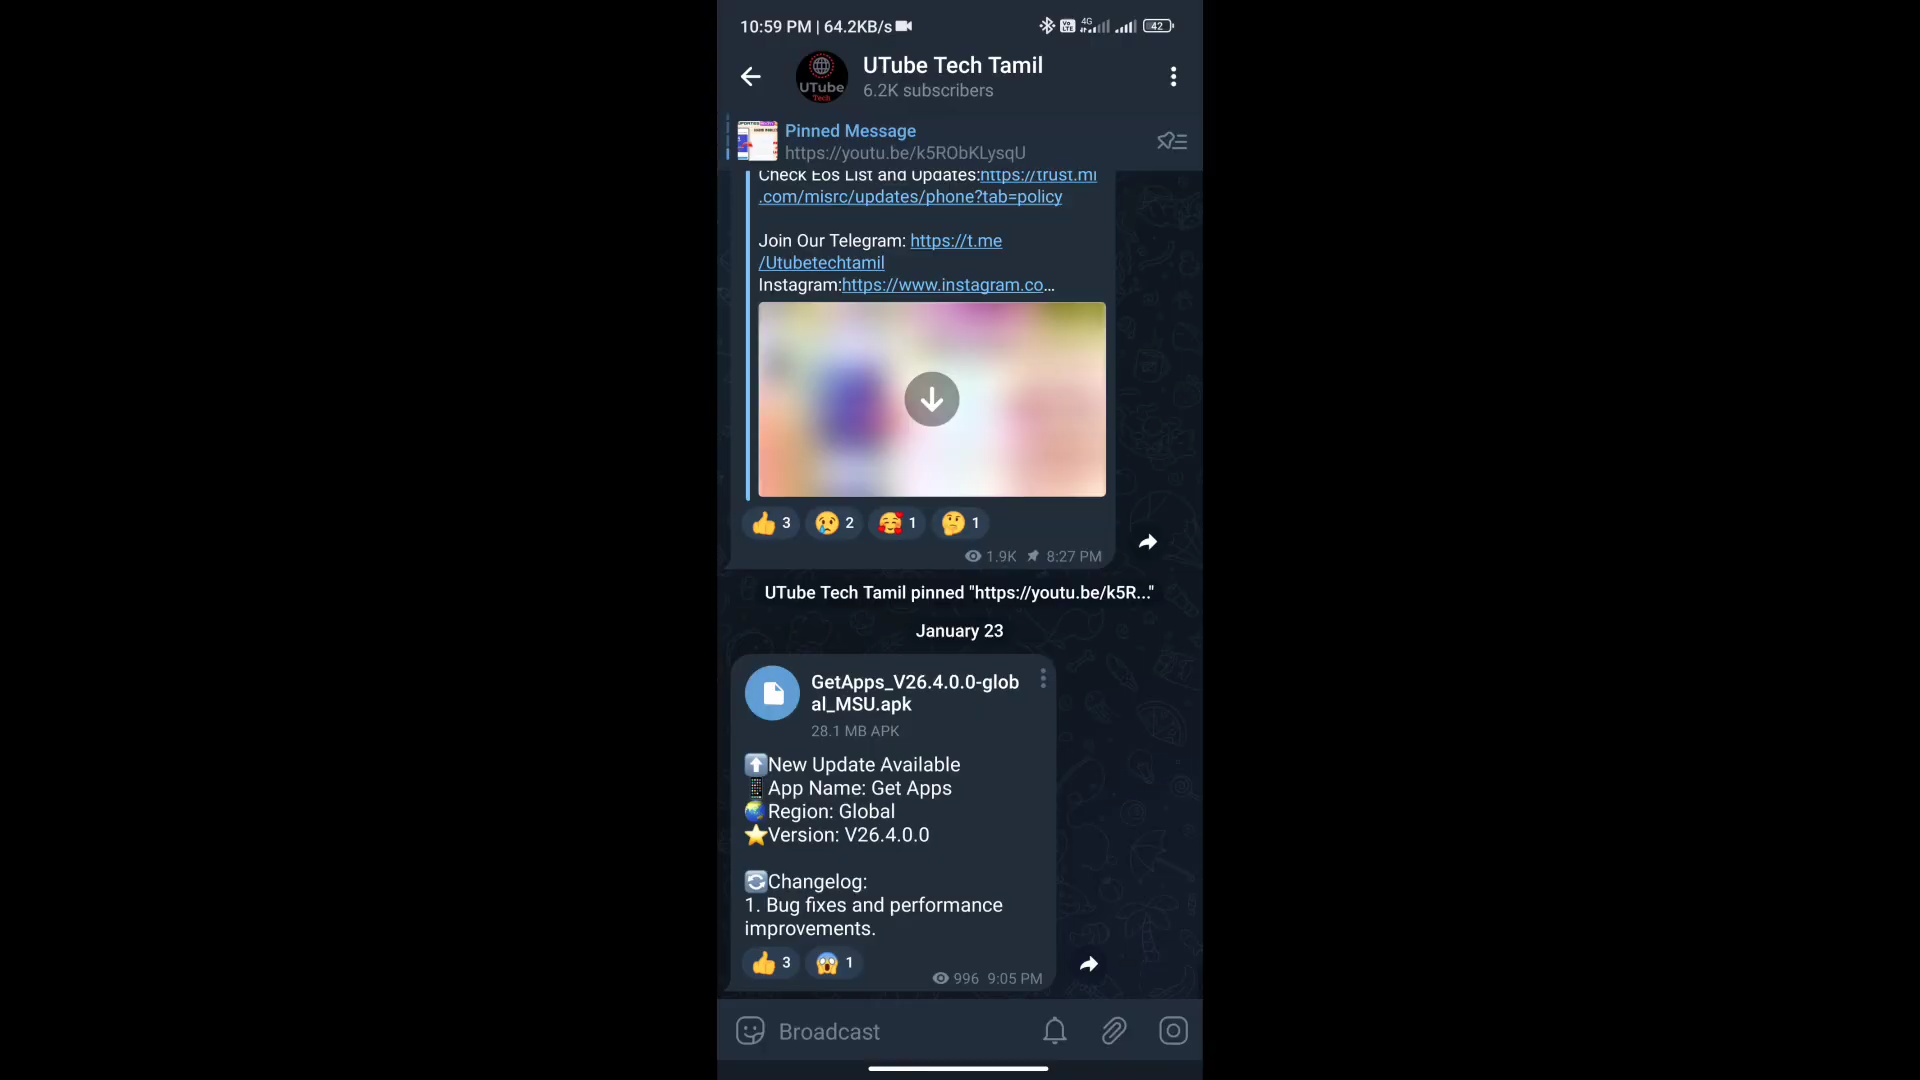 10:59 PM | 64.2KB/s
Vo LTE 4G 42
UTube Tech Tamil
6.2K subscribers
UTube
Tech
Pinned Message
https://youtu.be/k5RObKLysqU
Check Eos List and Updates:https://trust.mi
.com/misrc/updates/phone?tab=policy
Join Our Telegram: https://t.me
/Utubetechtamil
Instagram:https://www.instagram.co…
👍 3 😢 2 🥰 1 🤔 1
1.9K 8:27 PM
UTube Tech Tamil pinned "https://youtu.be/k5R..."
January 23
GetApps_V26.4.0.0-glob
al_MSU.apk
28.1 MB APK
⬆️New Update Available
📱App Name: Get Apps
🌏Region: Global
⭐Version: V26.4.0.0
🔄Changelog:
1. Bug fixes and performance
improvements.
👍 3 😱 1
996 9:05 PM
Broadcast